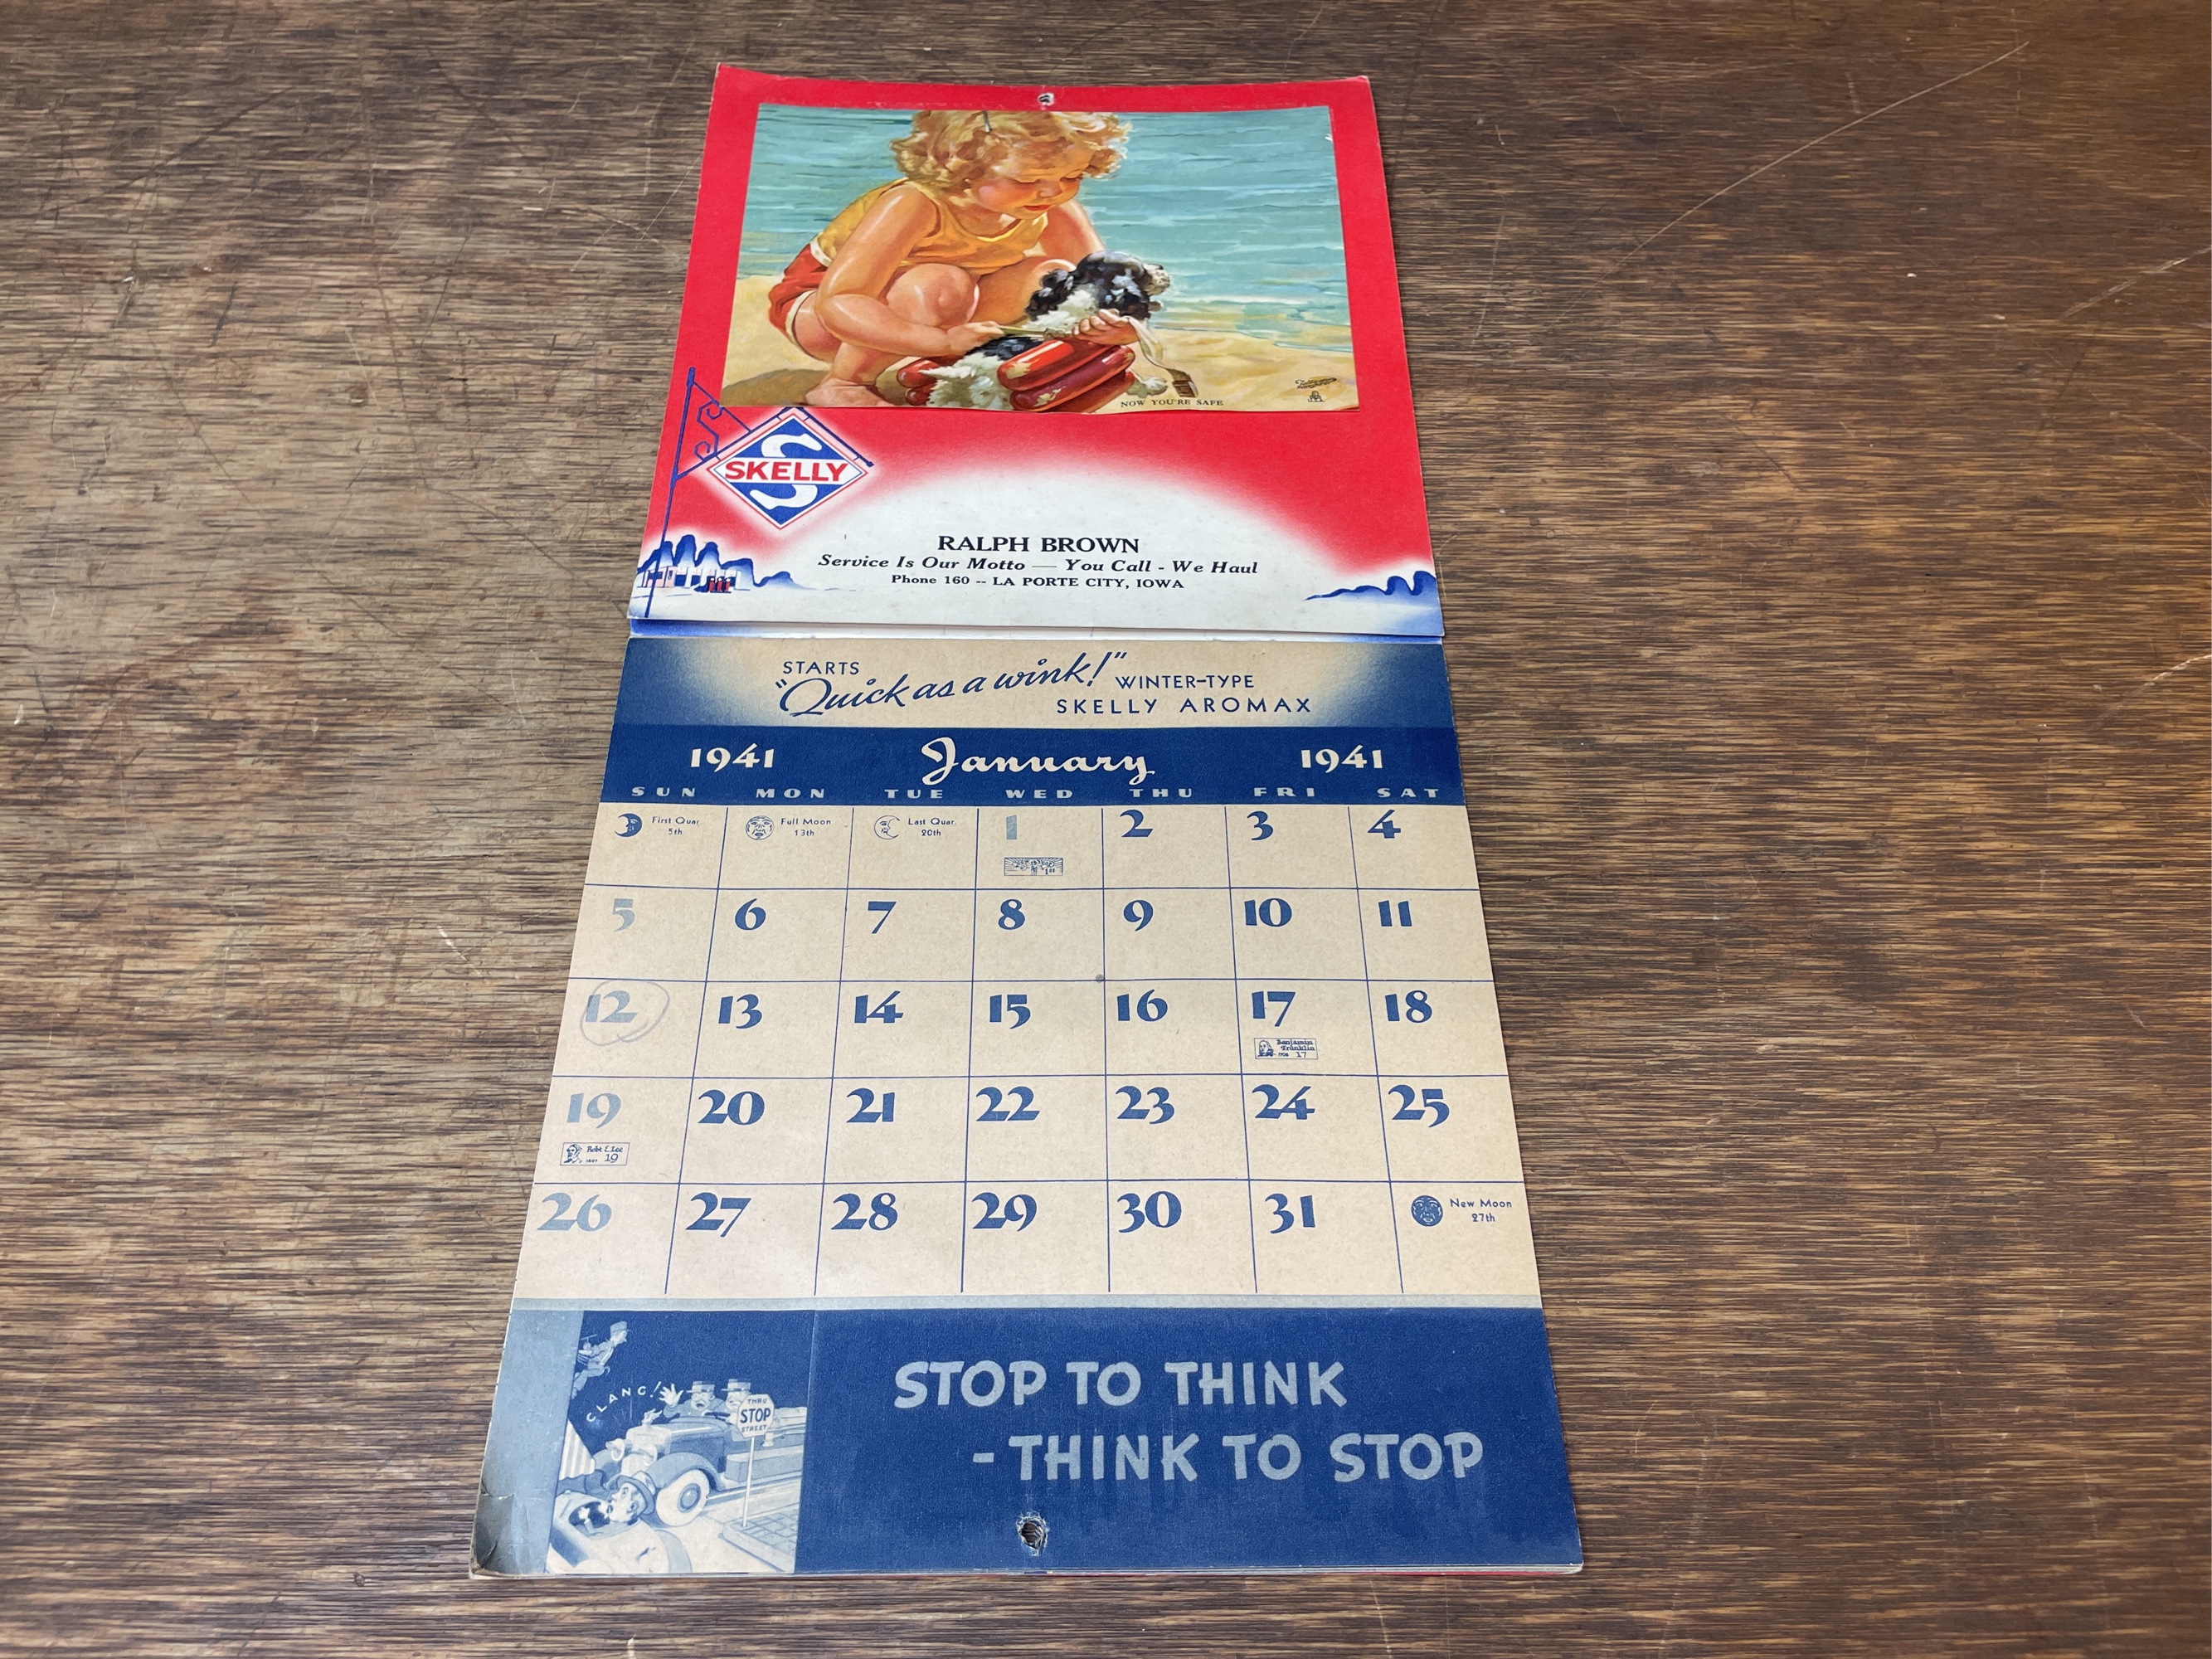 NOW YOU'RE SAFE
SKELLY
RALPH BROWN
Service Is Our Motto — You Call - We Haul
Phone 160 -- LA PORTE CITY, IOWA
STARTS "Quick as a wink!" WINTER-TYPE
SKELLY AROMAX
1941 January 1941
SUN MON TUE WED THU FRI SAT
First Quar. 5th Full Moon 13th Last Quar. 20th 1 2 3 4
5 6 7 8 9 10 11
12 13 14 15 16 17 18
Benjamin Franklin 1706 17
19 20 21 22 23 24 25
Robt E. Lee 1807 19
26 27 28 29 30 31 New Moon 27th
CLANG!
THRU
STOP
STREET
STOP TO THINK
- THINK TO STOP